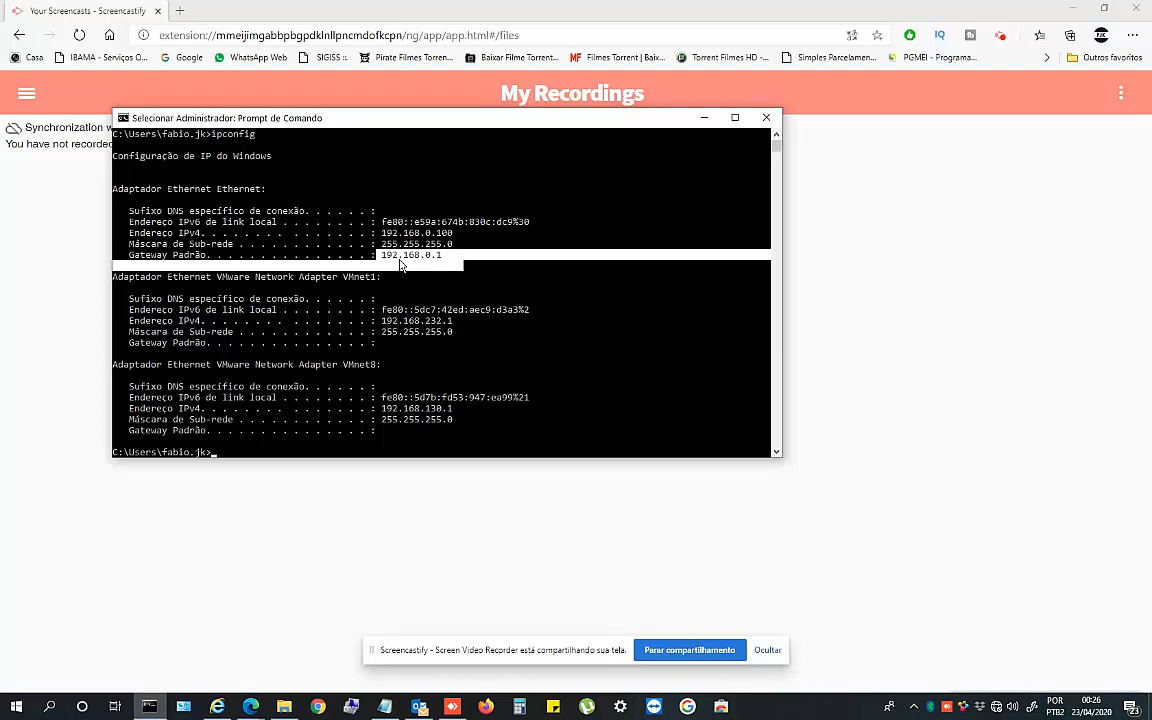 Your Screencasts - Screencastify
extension://mmeijimgabbpbgpdklnllpncmdofkcpn/ng/app/app.html#/files
Casa
IBAMA - Serviços O...
Google
WhatsApp Web
SIGISS ::.
Pirate Filmes Torren...
Baixar Filme Torrent...
Filmes Torrent | Baix...
Torrent Filmes HD -...
Simples Parcelamen...
PGMEI - Programa...
Outros favoritos
My Recordings
Synchronization w
You have not recorded
Selecionar Administrador: Prompt de Comando
C:\Users\fabio.jk>ipconfig
Configuração de IP do Windows
Adaptador Ethernet Ethernet:
Sufixo DNS específico de conexão. . . . . . :
Endereço IPv6 de link local . . . . . . . . : fe80::e59a:674b:830c:dc9%30
Endereço IPv4. . . . . . . . . . . . . . . : 192.168.0.100
Máscara de Sub-rede . . . . . . . . . . . . : 255.255.255.0
Gateway Padrão. . . . . . . . . . . . . . . : 192.168.0.1
Adaptador Ethernet VMware Network Adapter VMnet1:
Sufixo DNS específico de conexão. . . . . . :
Endereço IPv6 de link local . . . . . . . . : fe80::5dc7:42ed:aec9:d3a3%2
Endereço IPv4. . . . . . . . . . . . . . . : 192.168.232.1
Máscara de Sub-rede . . . . . . . . . . . . : 255.255.255.0
Gateway Padrão. . . . . . . . . . . . . . . :
Adaptador Ethernet VMware Network Adapter VMnet8:
Sufixo DNS específico de conexão. . . . . . :
Endereço IPv6 de link local . . . . . . . . : fe80::5d7b:fd53:947:ea99%21
Endereço IPv4. . . . . . . . . . . . . . . : 192.168.130.1
Máscara de Sub-rede . . . . . . . . . . . . : 255.255.255.0
Gateway Padrão. . . . . . . . . . . . . . . :
C:\Users\fabio.jk>_
Screencastify - Screen Video Recorder está compartilhando sua tela.
Parar compartilhamento
Ocultar
POR
PTB2
00:26
23/04/2020